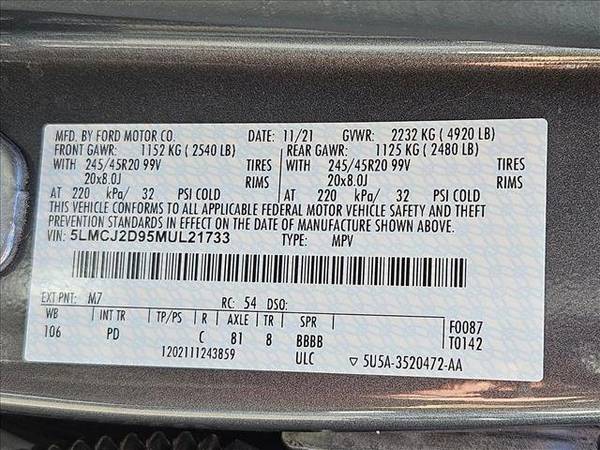 MFD. BY FORD MOTOR CO. DATE: 11/21 GVWR: 2232 KG ( 4920 LB)
FRONT GAWR: 1152 KG ( 2540 LB) REAR GAWR: 1125 KG ( 2480 LB)
WITH 245/45R20 99V TIRES WITH 245/45R20 99V TIRES
20x8.0J RIMS 20x8.0J RIMS
AT 220 kPa/ 32 PSI COLD AT 220 kPa/ 32 PSI COLD
THIS VEHICLE CONFORMS TO ALL APPLICABLE FEDERAL MOTOR VEHICLE SAFETY AND THEFT
PREVENTION STANDARDS IN EFFECT ON THE DATE OF MANUFACTURE SHOWN ABOVE.
VIN: 5LMCJ2D95MUL21733 TYPE: MPV
EXT PNT: M7 RC: 54 DSO:
WB INT TR TP/PS R AXLE TR SPR F0087
106 PD C 81 8 BBBB T0142
1202111243859 ULC ▽ 5U5A-3520472-AA